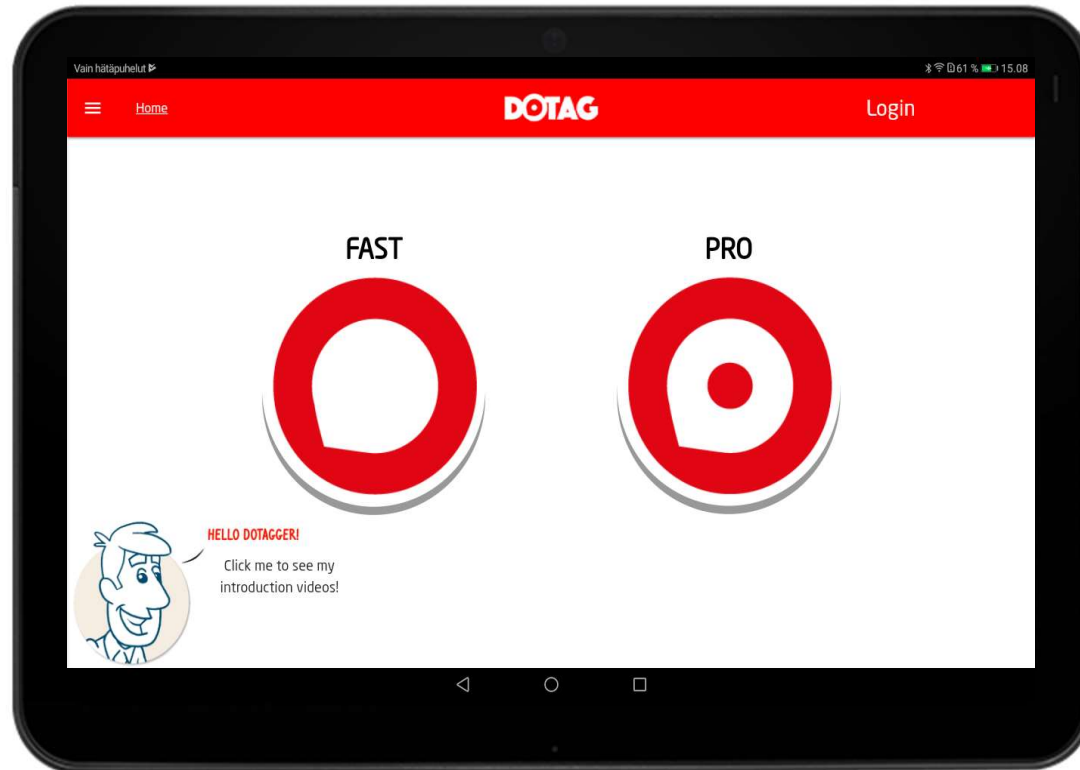 Vain hätäpuhelut
61 % 15.08
Home
DOTAG
Login
FAST
PRO
HELLO DOTAGGER!
Click me to see my
introduction videos!